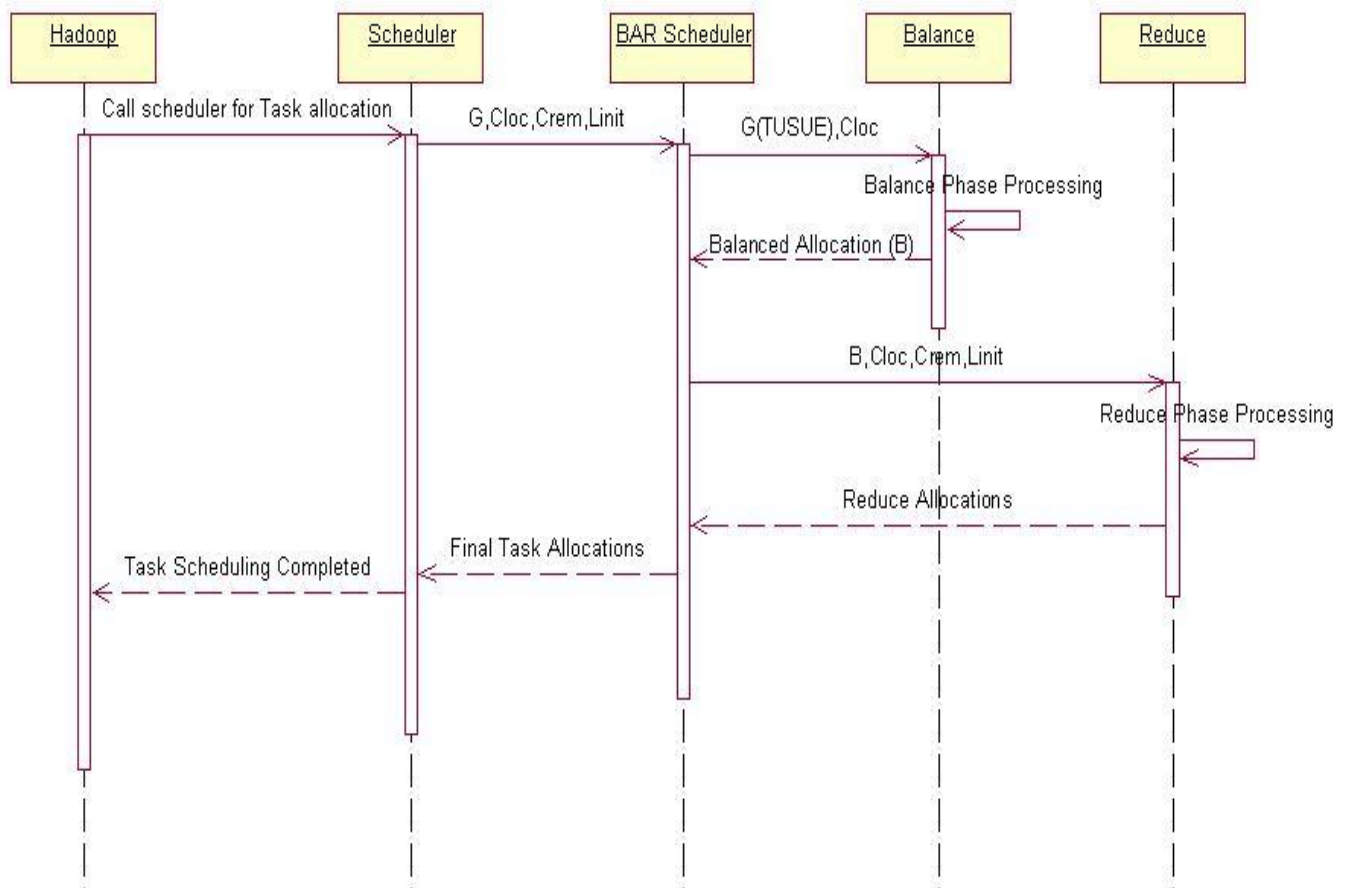 Hadoop
Scheduler
BAR Scheduler
Balance
Reduce
Call scheduler for Task allocation
G,Cloc,Crem,Linit
G(TUSUE),Cloc
Balance Phase Processing
Balanced Allocation (B)
B,Cloc,Crem,Linit
Reduce Phase Processing
Reduce Allocations
Final Task Allocations
Task Scheduling Completed